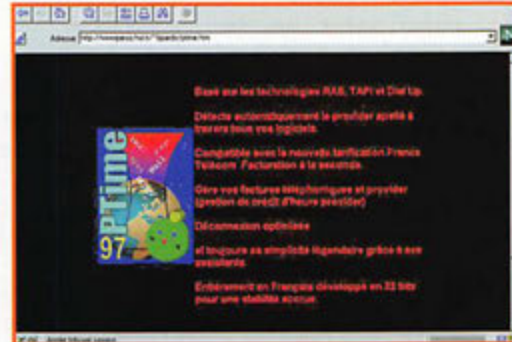 Adresse
Basé sur les technologies RAS, TAPI et Dial Up.
Détecte automatiquement le provider apellé à
travers tous vos logiciels.
Compatible avec la nouvelle tarification France
Télécom Facturation à la seconde.
Gère vos factures téléphoniques et provider
(gestion de crédit d'heure provider)
Déconnexion optimisée
et toujours sa simplicité légendaire grâce à ses
assistants.
Entièrement en Français développé en 32 bits
pour une stabilité accrue.
PTime
97